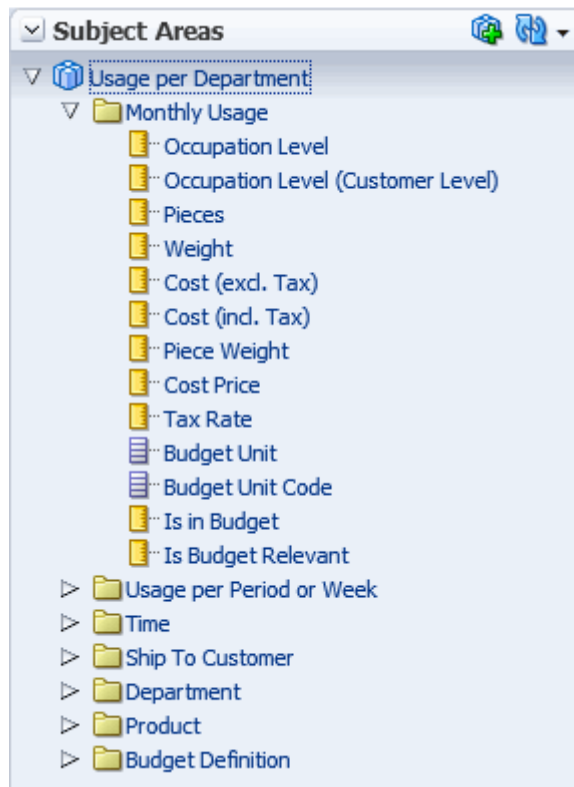 Subject Areas
Usage per Department
Monthly Usage
Occupation Level
Occupation Level (Customer Level)
Pieces
Weight
Cost (excl. Tax)
Cost (incl. Tax)
Piece Weight
Cost Price
Tax Rate
Budget Unit
Budget Unit Code
Is in Budget
Is Budget Relevant
Usage per Period or Week
Time
Ship To Customer
Department
Product
Budget Definition